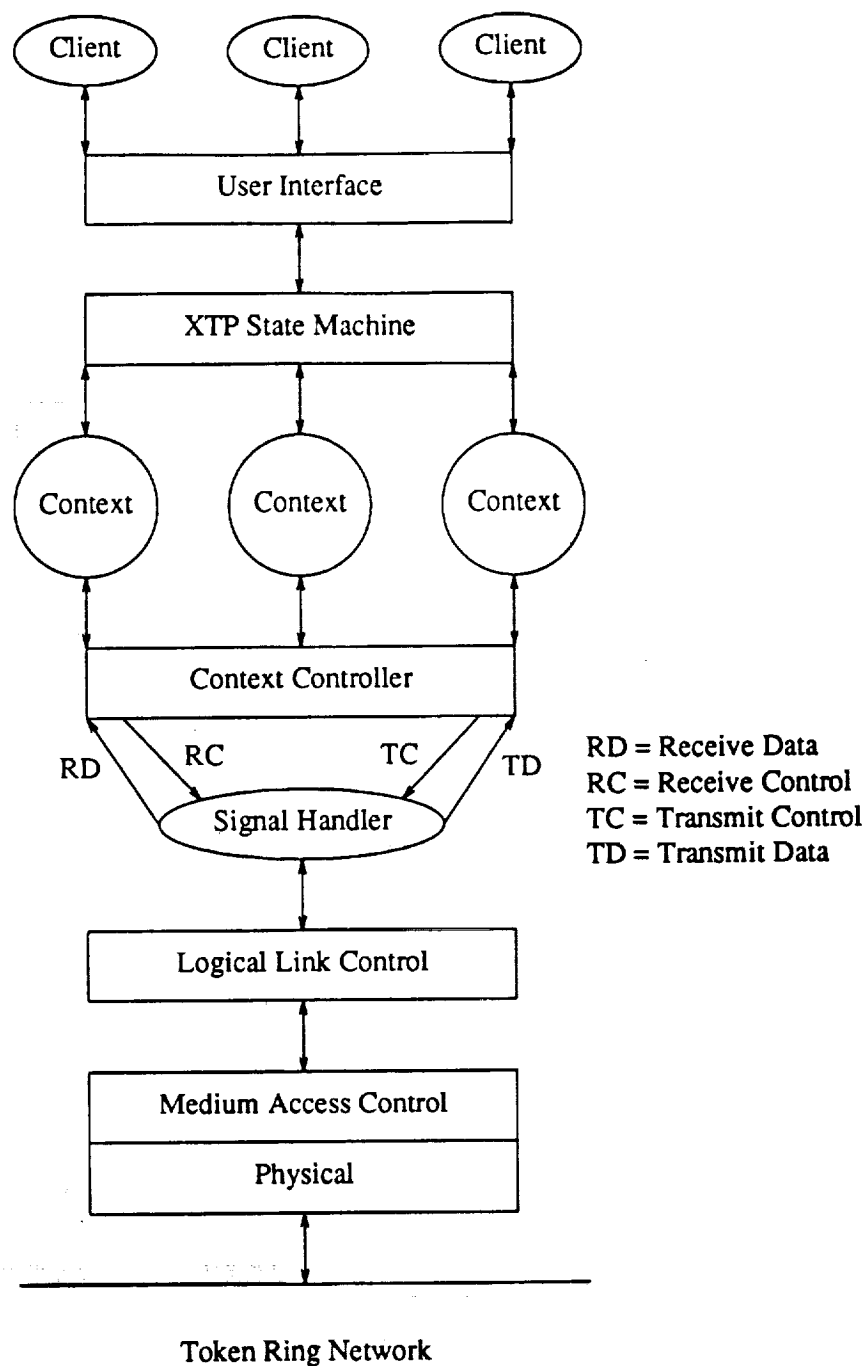 Client
Client
Client
User Interface
XTP State Machine
Context
Context
Context
Context Controller
RD
RC
TC
TD
Signal Handler
RD = Receive Data
RC = Receive Control
TC = Transmit Control
TD = Transmit Data
Logical Link Control
Medium Access Control
Physical
Token Ring Network